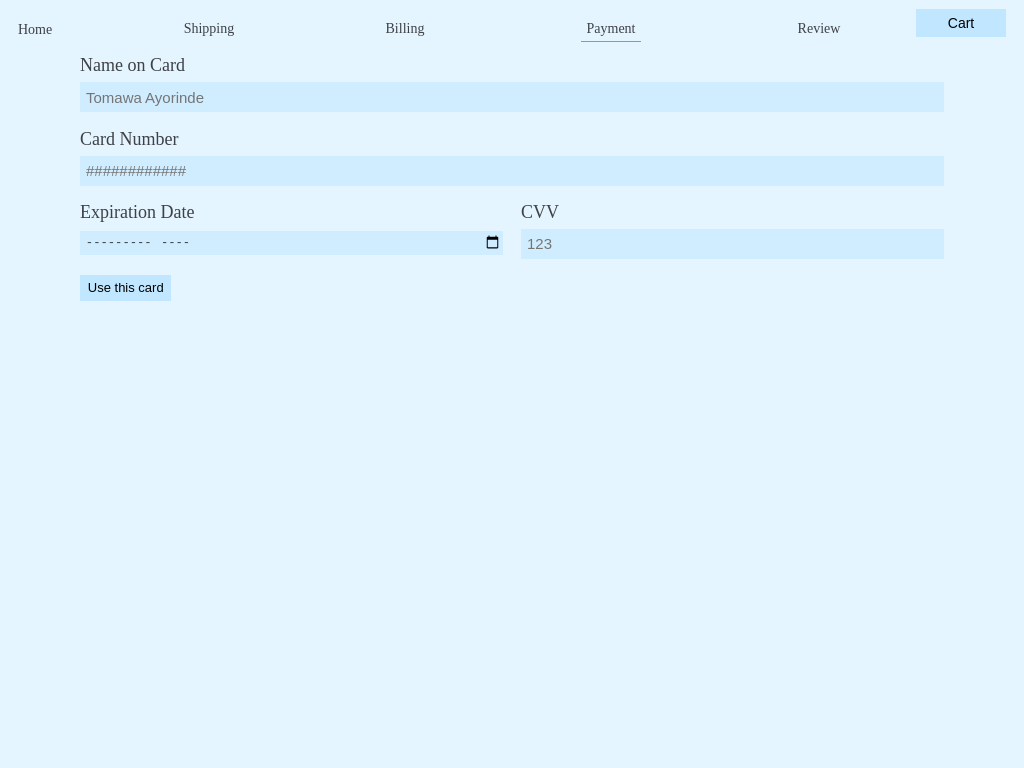 Home Shipping Billing Payment Review Cart
Name on Card
Tomawa Ayorinde
Card Number
############
Expiration Date CVV
--------- ---- 123
Use this card